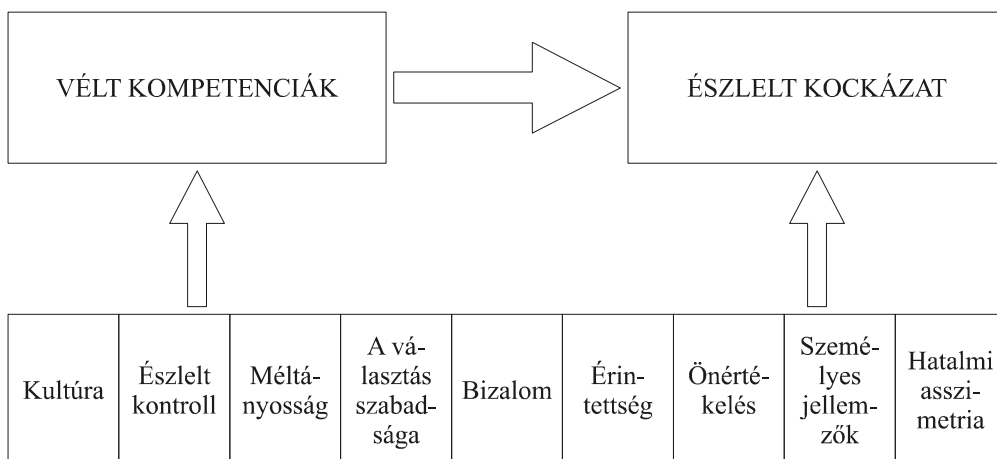 VÉLT KOMPETENCIÁK
ÉSZLELT KOCKÁZAT
Kultúra
Észlelt
kontroll
Méltá-
nyosság
A vá-
lasztás
szabad-
sága
Bizalom
Érin-
tettség
Önérté-
kelés
Szemé-
lyes
jellem-
zők
Hatalmi
asszi-
metria